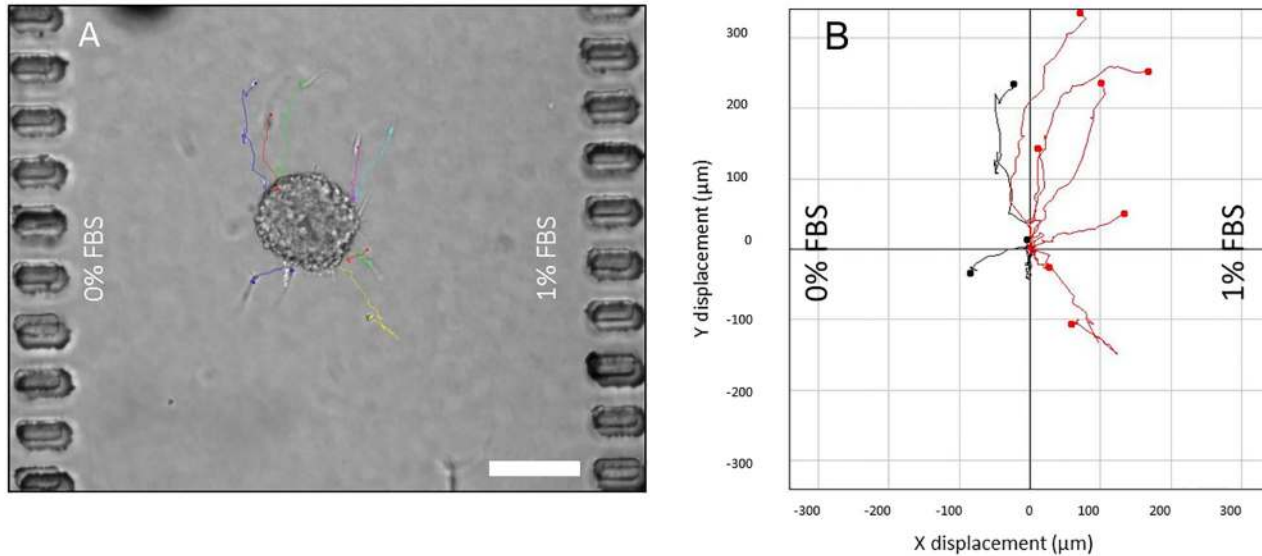 A
0% FBS
1% FBS
B
300
200
100
0
-100
-200
-300
Y displacement (µm)
0% FBS
1% FBS
-300 -200 -100 0 100 200 300
X displacement (µm)